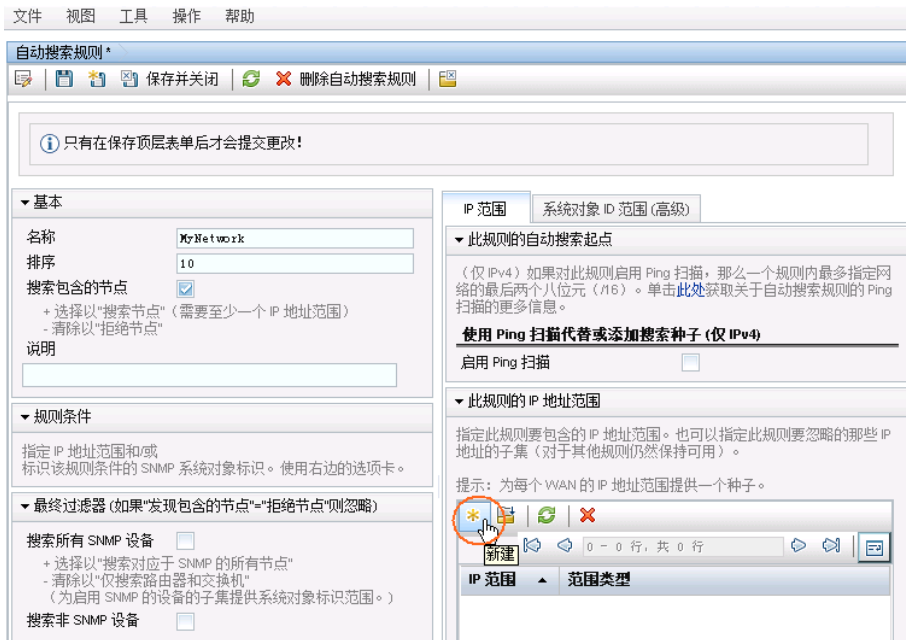 文件 视图 工具 操作 帮助
自动搜索规则 *
保存并关闭 删除自动搜索规则
只有在保存顶层表单后才会提交更改!
基本
名称 MyNetwork
排序 10
搜索包含的节点
+ 选择以"搜索节点"（需要至少一个 IP 地址范围）
- 清除以"拒绝节点"
说明
规则条件
指定 IP 地址范围和/或
标识该规则条件的 SNMP 系统对象标识。使用右边的选项卡。
最终过滤器 (如果"发现包含的节点"="拒绝节点"则忽略)
搜索所有 SNMP 设备
+ 选择以"搜索对应于 SNMP 的所有节点"
- 清除以"仅搜索路由器和交换机"
（为启用 SNMP 的设备的子集提供系统对象标识范围。）
搜索非 SNMP 设备
IP 范围 系统对象 ID 范围 (高级)
此规则的自动搜索起点
（仅 IPv4）如果对此规则启用 Ping 扫描，那么一个规则内最多指定网
络的最后两个八位元（/16）。单击此处获取关于自动搜索规则的 Ping
扫描的更多信息。
使用 Ping 扫描代替或添加搜索种子 (仅 IPv4)
启用 Ping 扫描
此规则的 IP 地址范围
指定此规则要包含的 IP 地址范围。也可以指定此规则要忽略的那些 IP
地址的子集（对于其他规则仍然保持可用）。
提示：为每个 WAN 的 IP 地址范围提供一个种子。
新建 0 - 0 行, 共 0 行
IP 范围 范围类型